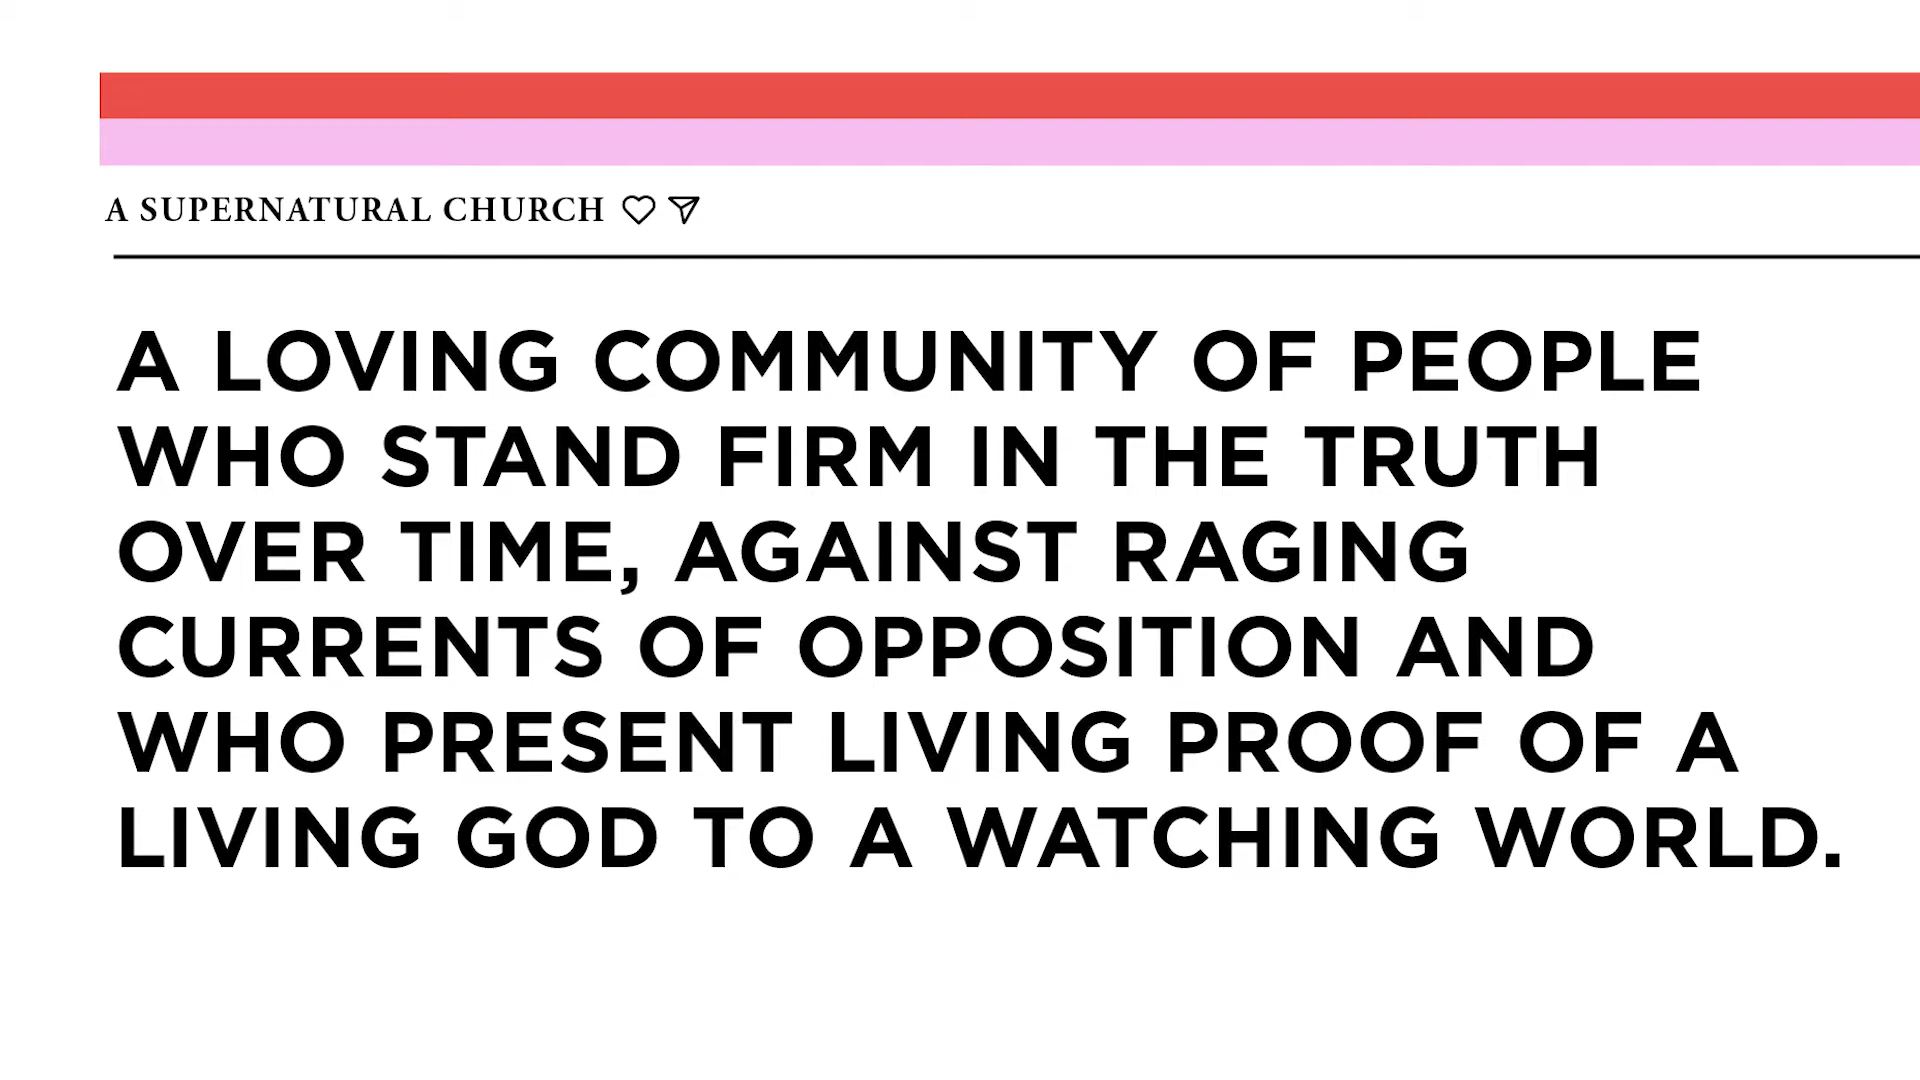 A SUPERNATURAL CHURCH
A LOVING COMMUNITY OF PEOPLE
WHO STAND FIRM IN THE TRUTH
OVER TIME, AGAINST RAGING
CURRENTS OF OPPOSITION AND
WHO PRESENT LIVING PROOF OF A
LIVING GOD TO A WATCHING WORLD.